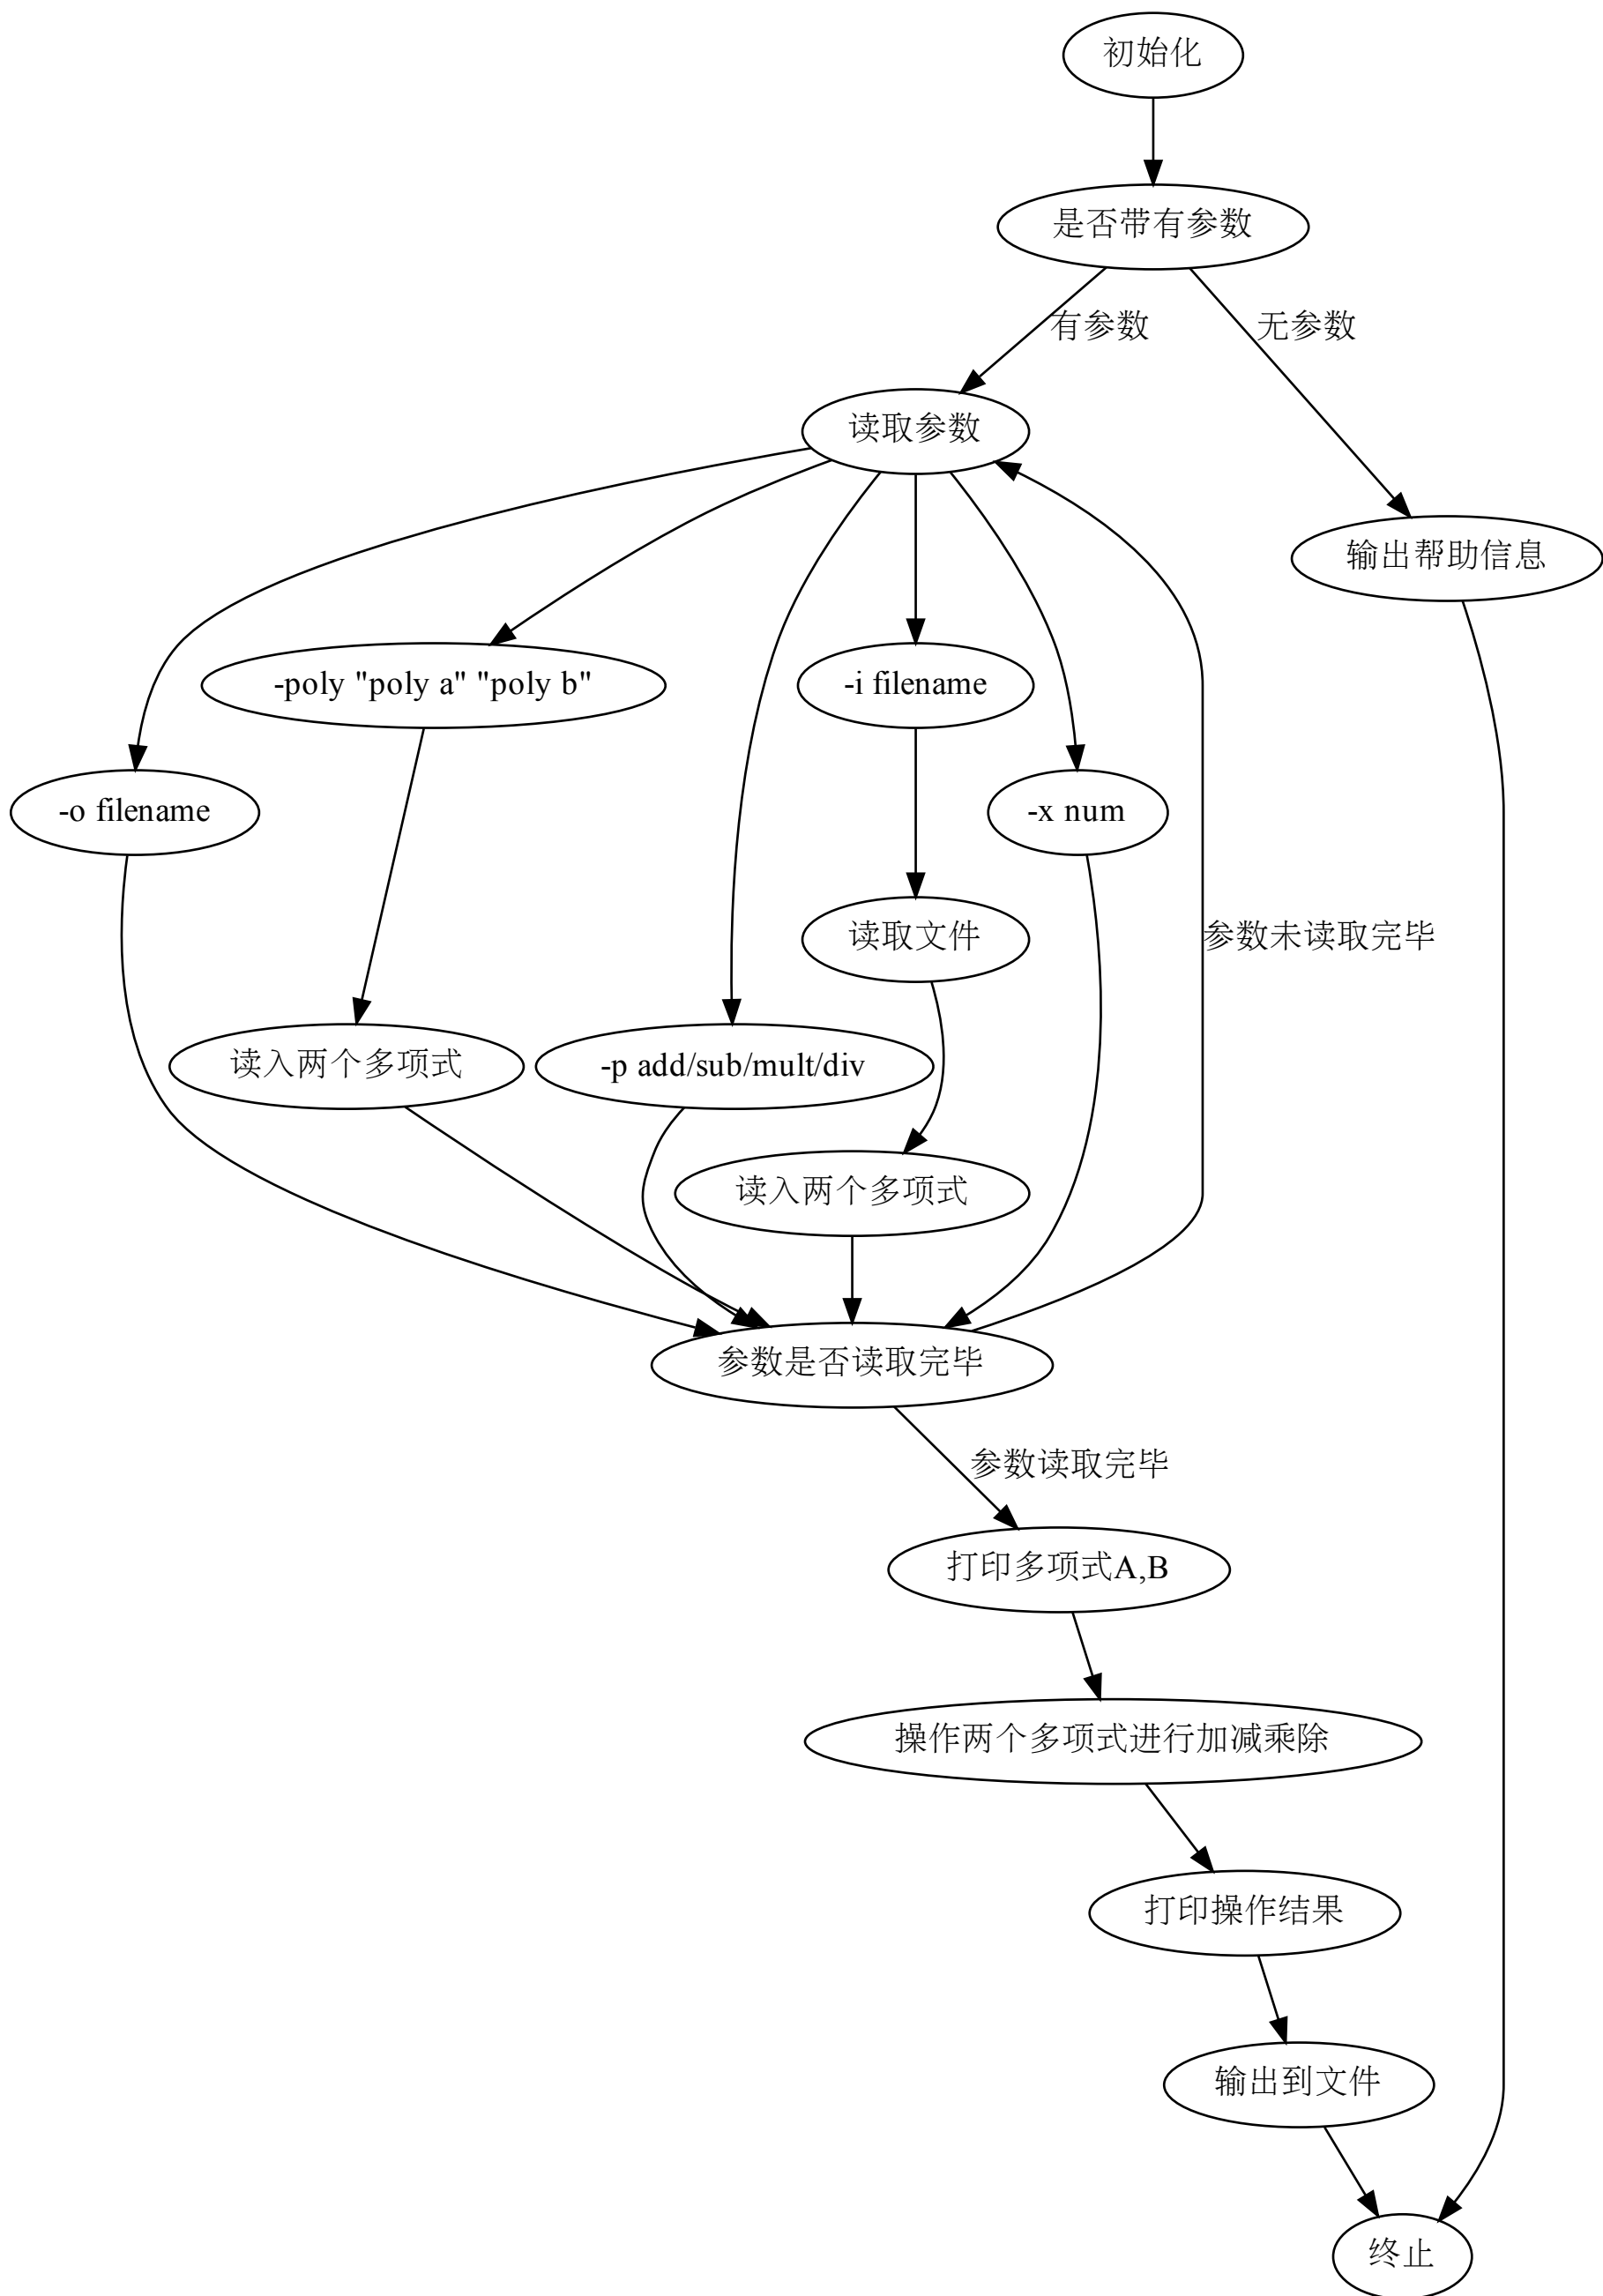 初始化
是否带有参数
有参数
无参数
读取参数
输出帮助信息
-poly "poly a" "poly b"
-i filename
-o filename
-x num
读取文件
参数未读取完毕
读入两个多项式
-p add/sub/mult/div
读入两个多项式
参数是否读取完毕
参数读取完毕
打印多项式A,B
操作两个多项式进行加减乘除
打印操作结果
输出到文件
终止